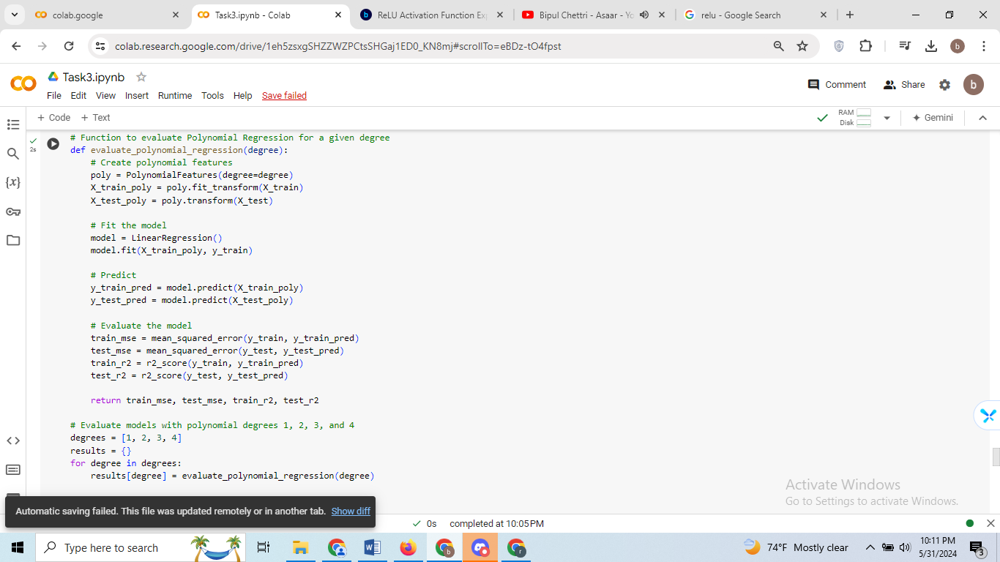 colab.google
Task3.ipynb - Colab
ReLU Activation Function Ex
Bipul Chettri - Asaar - Yo
relu - Google Search
colab.research.google.com/drive/1eh5zsxgSHZZWZPCtsSHGaj1ED0_KN8mj#scrollTo=eBDz-tO4fpst
b
CO
Task3.ipynb
Comment
Share
b
File Edit View Insert Runtime Tools Help Save failed
+ Code + Text
RAM
Disk
Gemini
2s
{x}
# Function to evaluate Polynomial Regression for a given degree
def evaluate_polynomial_regression(degree):
# Create polynomial features
poly = PolynomialFeatures(degree=degree)
X_train_poly = poly.fit_transform(X_train)
X_test_poly = poly.transform(X_test)
# Fit the model
model = LinearRegression()
model.fit(X_train_poly, y_train)
# Predict
y_train_pred = model.predict(X_train_poly)
y_test_pred = model.predict(X_test_poly)
# Evaluate the model
train_mse = mean_squared_error(y_train, y_train_pred)
test_mse = mean_squared_error(y_test, y_test_pred)
train_r2 = r2_score(y_train, y_train_pred)
test_r2 = r2_score(y_test, y_test_pred)
return train_mse, test_mse, train_r2, test_r2
# Evaluate models with polynomial degrees 1, 2, 3, and 4
degrees = [1, 2, 3, 4]
results = {}
for degree in degrees:
results[degree] = evaluate_polynomial_regression(degree)
Activate Windows
Go to Settings to activate Windows.
Automatic saving failed. This file was updated remotely or in another tab. Show diff
0s completed at 10:05 PM
Type here to search
74°F Mostly clear
10:11 PM
5/31/2024
3